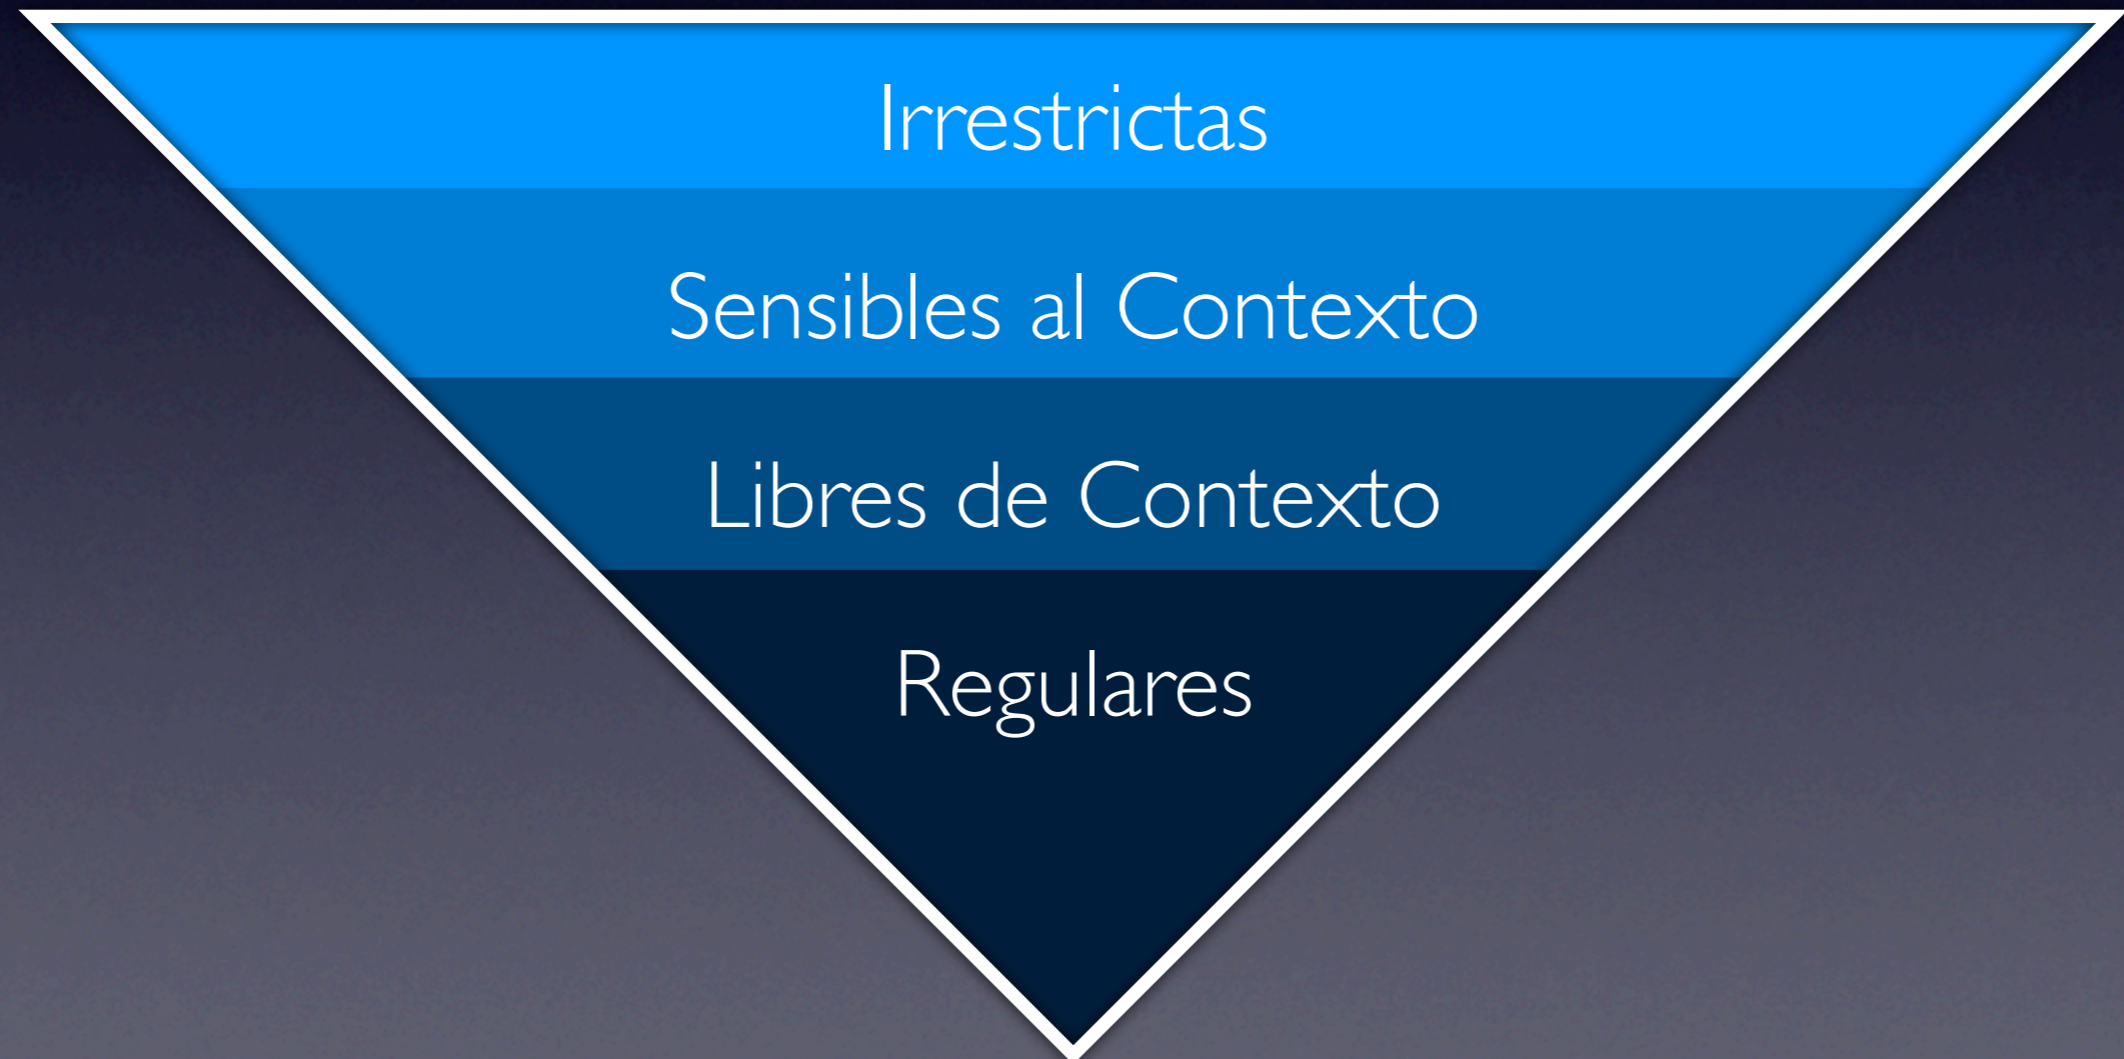 Irrestrictas
Sensibles al Contexto
Libres de Contexto
Regulares